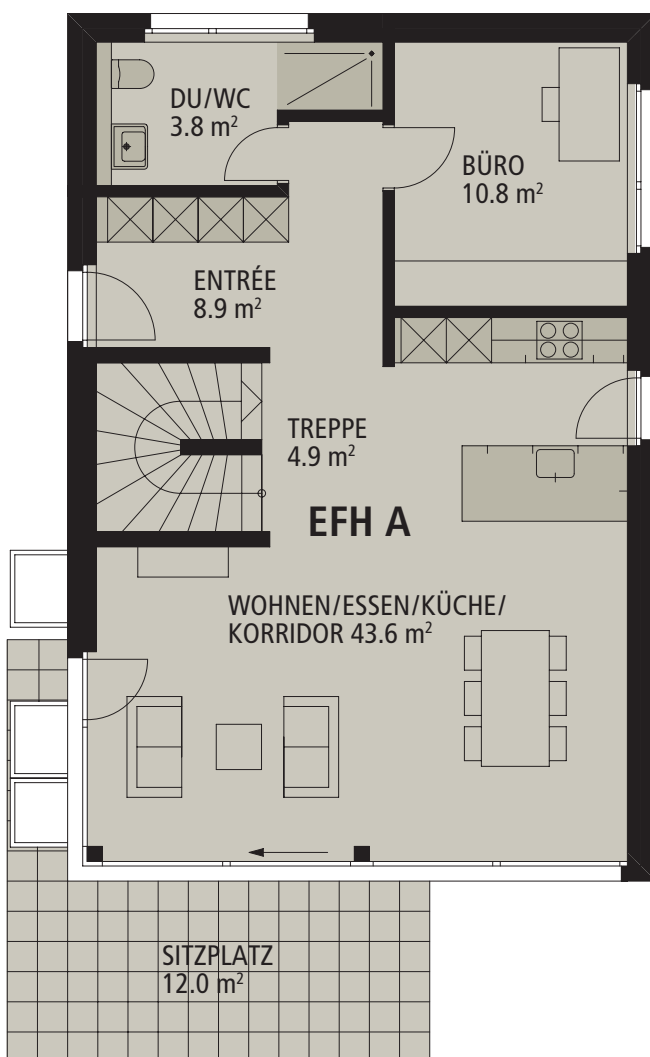 DU/WC
3.8 m²
BÜRO
10.8 m²
ENTRÉE
8.9 m²
TREPPE
4.9 m²
EFH A
WOHNEN/ESSEN/KÜCHE/
KORRIDOR 43.6 m²
SITZPLATZ
12.0 m²